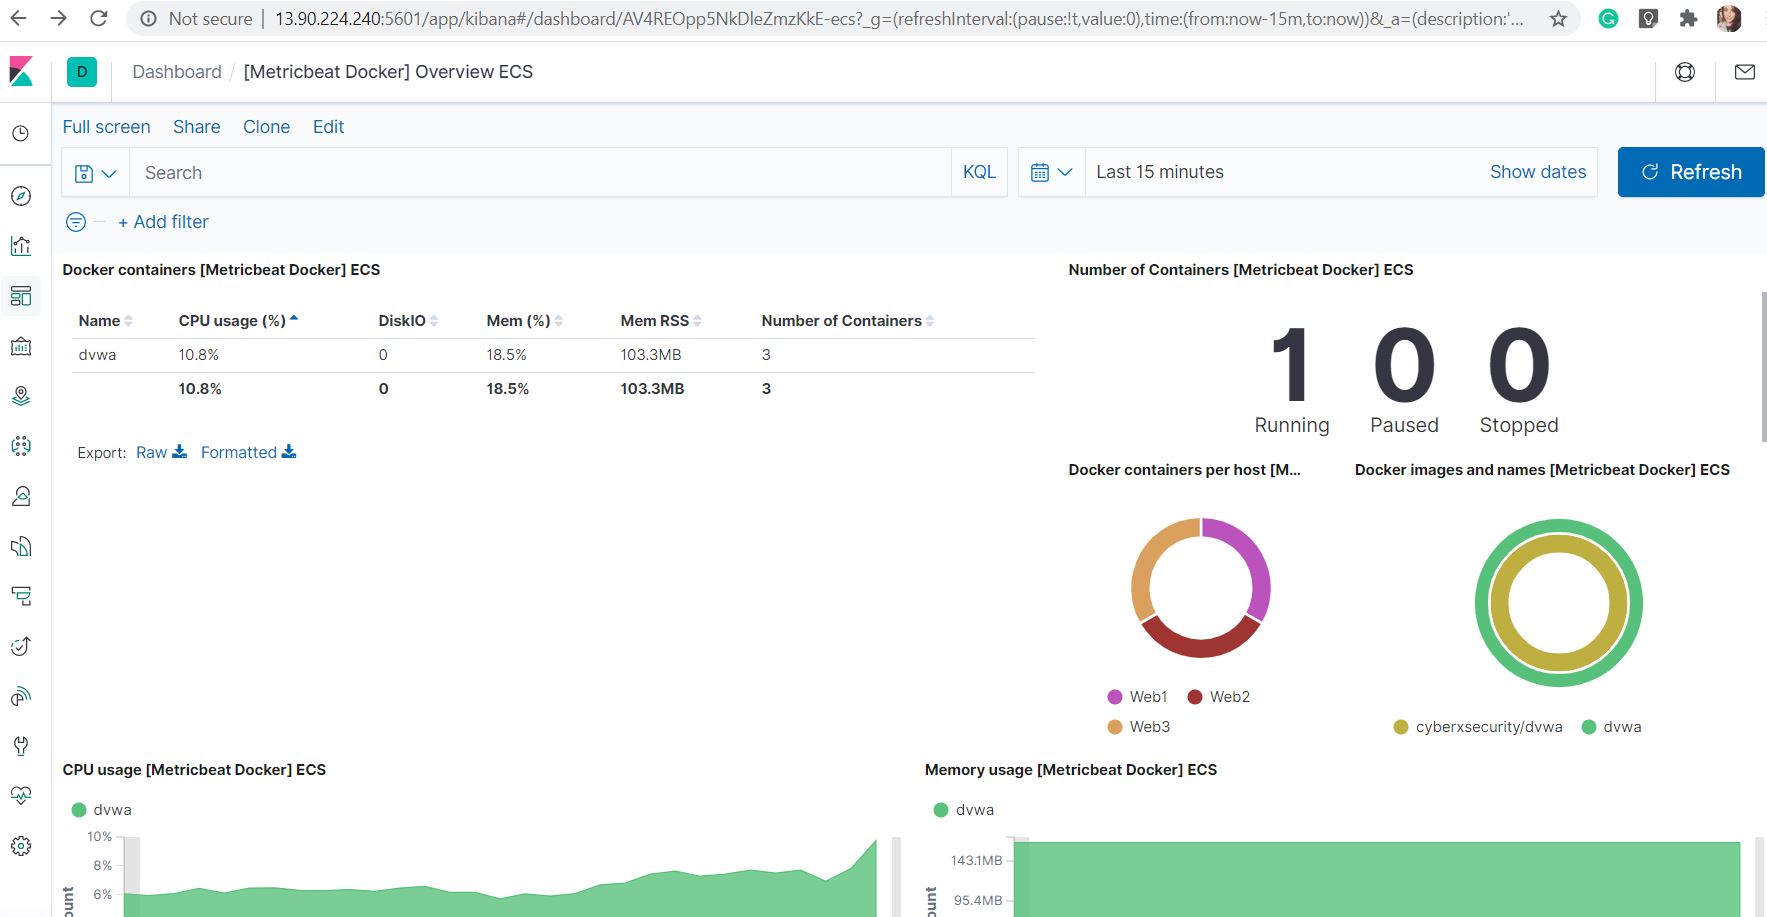 Not secure | 13.90.224.240:5601/app/kibana#/dashboard/AV4REOpp5NkDleZmzKkE-ecs?_g=(refreshInterval:(pause:!t,value:0),time:(from:now-15m,to:now))&_a=(description:'...
D Dashboard / [Metricbeat Docker] Overview ECS
Full screen Share Clone Edit
Search KQL Last 15 minutes Show dates Refresh
+ Add filter
Docker containers [Metricbeat Docker] ECS
Name CPU usage (%) DiskIO Mem (%) Mem RSS Number of Containers
dvwa 10.8% 0 18.5% 103.3MB 3
10.8% 0 18.5% 103.3MB 3
Export: Raw Formatted
Number of Containers [Metricbeat Docker] ECS
1 0 0
Running Paused Stopped
Docker containers per host [M...
Web1 Web2
Web3
Docker images and names [Metricbeat Docker] ECS
cyberxsecurity/dvwa dvwa
CPU usage [Metricbeat Docker] ECS
dvwa
10%
8%
6%
Memory usage [Metricbeat Docker] ECS
dvwa
143.1MB
95.4MB